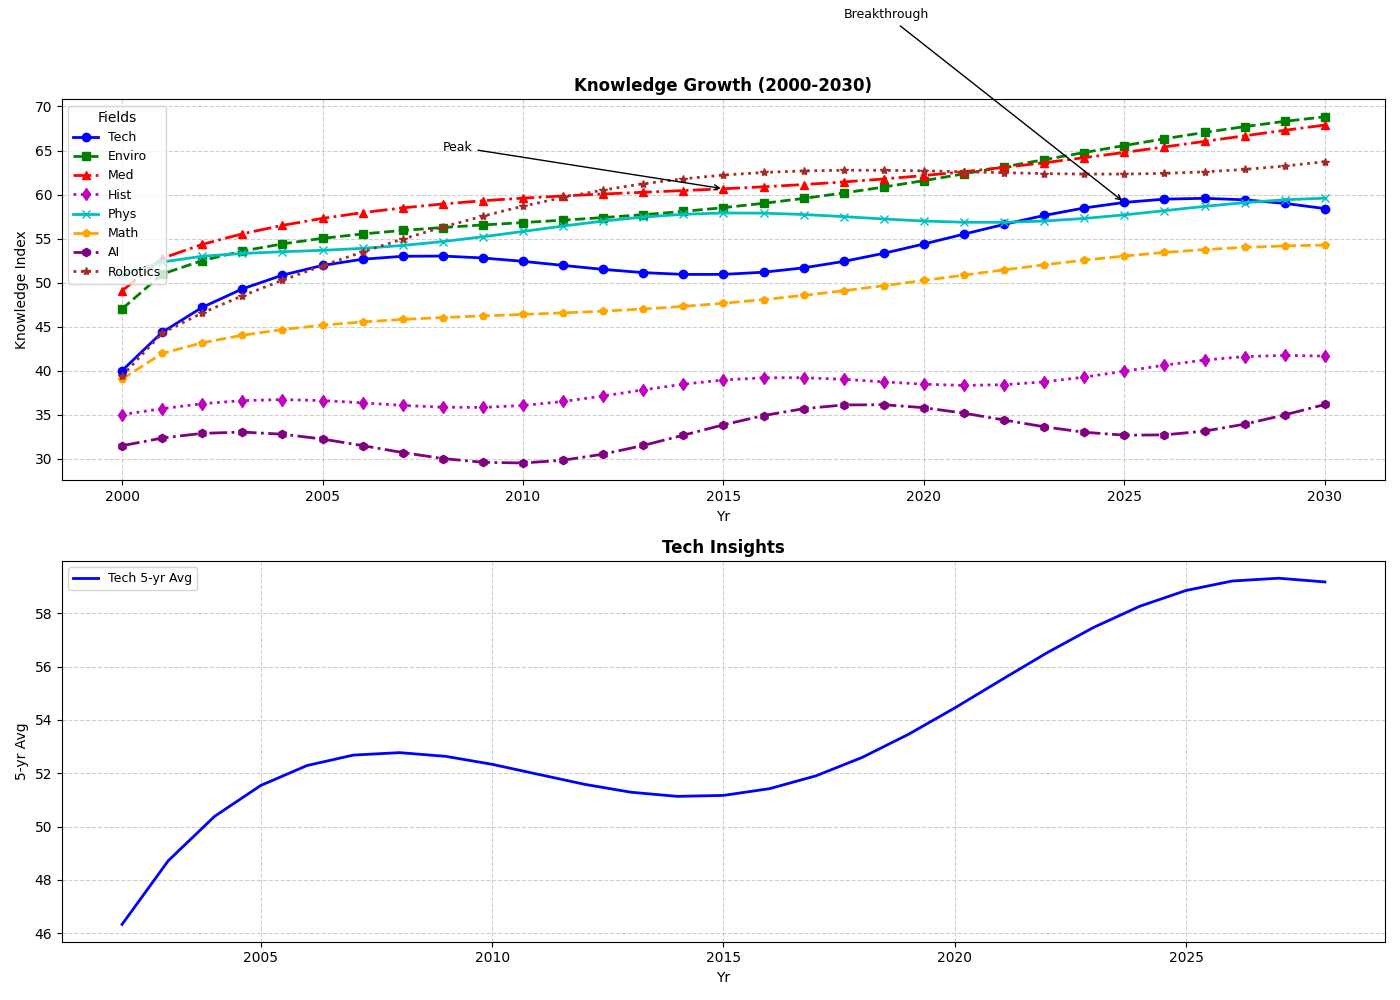 Breakthrough
Knowledge Growth (2000-2030)
Knowledge Index
70
65
60
55
50
45
40
35
30
Fields
Tech
Enviro
Med
Hist
Phys
Math
AI
Robotics
Peak
2000 2005 2010 2015 2020 2025 2030
Yr
Tech Insights
5-yr Avg
58
56
54
52
50
48
46
Tech 5-yr Avg
2005 2010 2015 2020 2025
Yr